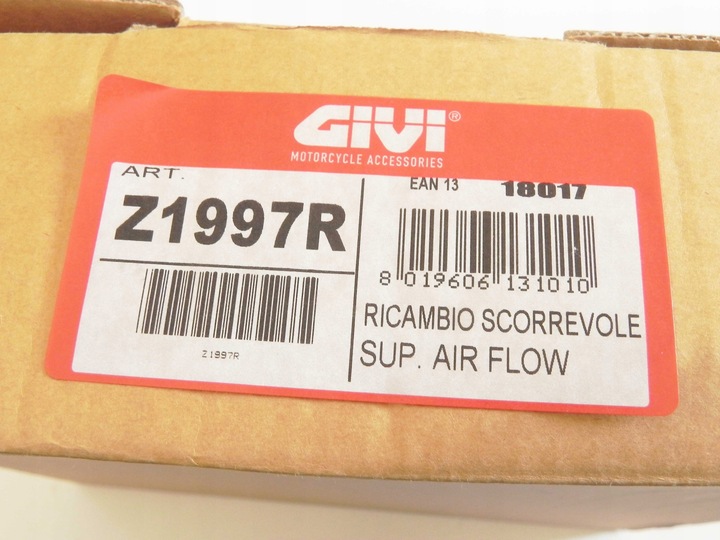 GIVI®
MOTORCYCLE ACCESSORIES
ART.
Z1997R
Z1997R
EAN 13 18017
8 019606 131010
RICAMBIO SCORREVOLE
SUP. AIR FLOW